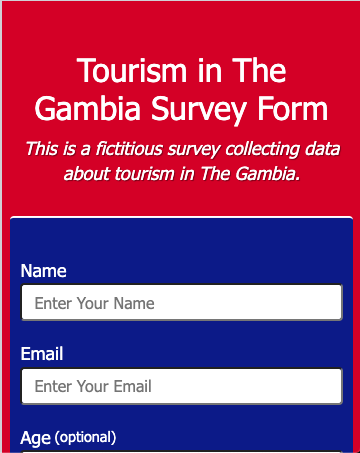 Tourism in The
Gambia Survey Form
This is a fictitious survey collecting data
about tourism in The Gambia.
Name
Enter Your Name
Email
Enter Your Email
Age (optional)